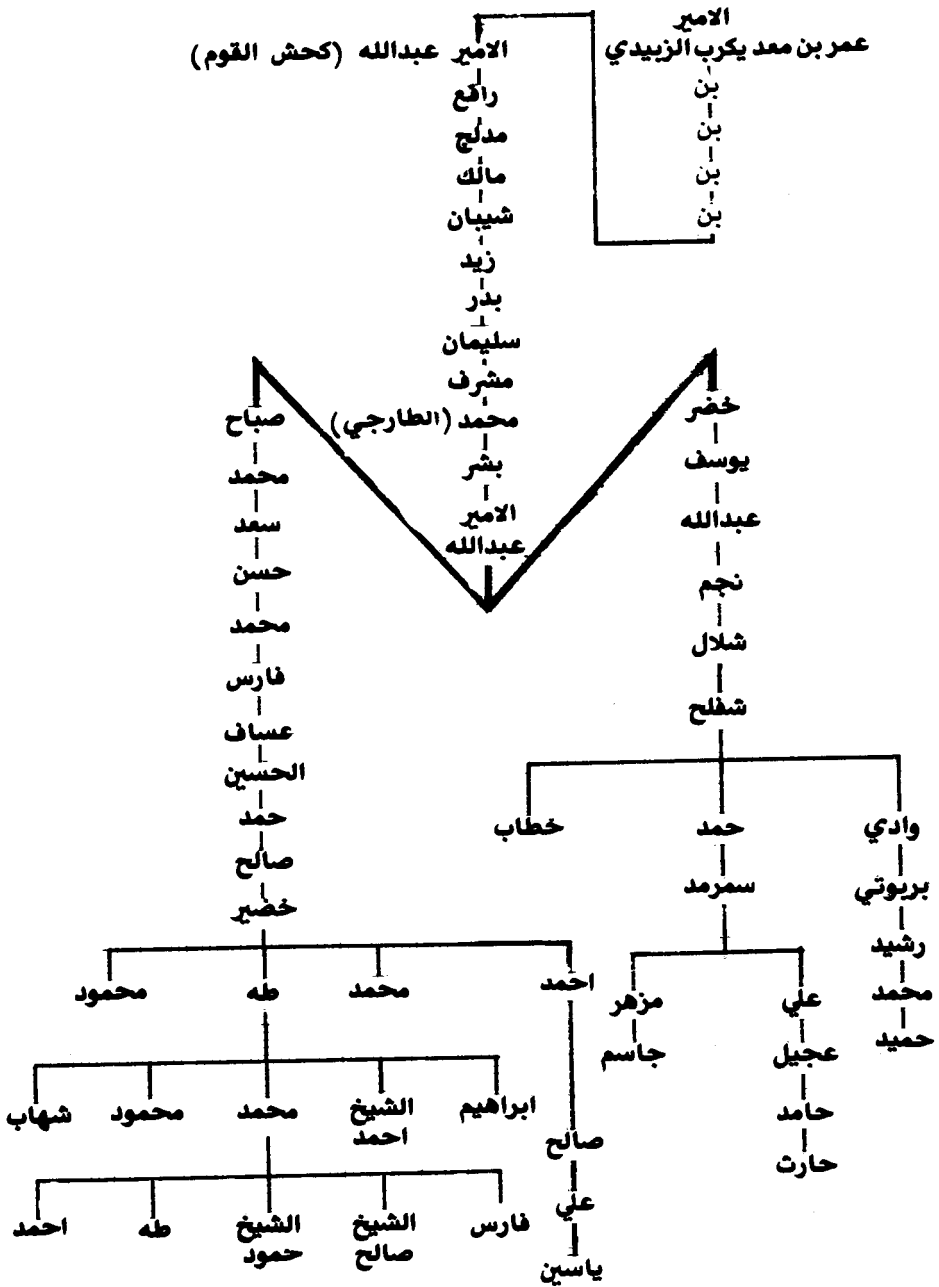 الامير
عمر بن معد يكرب الزبيدي
بن
بن
بن
بن
الامير عبدالله (كحش القوم)
رافع
مدلج
مالك
شيبان
زيد
بدر
سليمان
مشرف
محمد (الطارجي)
بشر
الامير
عبدالله
خضر
يوسف
عبدالله
نجم
شلال
شفلح
وادي
حمد
خطاب
بربوتي
سمرمد
رشيد
محمد
حميد
علي
مزهر
عجيل
جاسم
حامد
حارث
صباح
محمد
سعد
حسن
محمد
فارس
عساف
الحسين
حمد
صالح
خضير
احمد
محمد
طه
محمود
صالح
علي
ياسين
ابراهيم
الشيخ
احمد
محمد
محمود
شهاب
فارس
الشيخ
صالح
الشيخ
حمود
طه
احمد